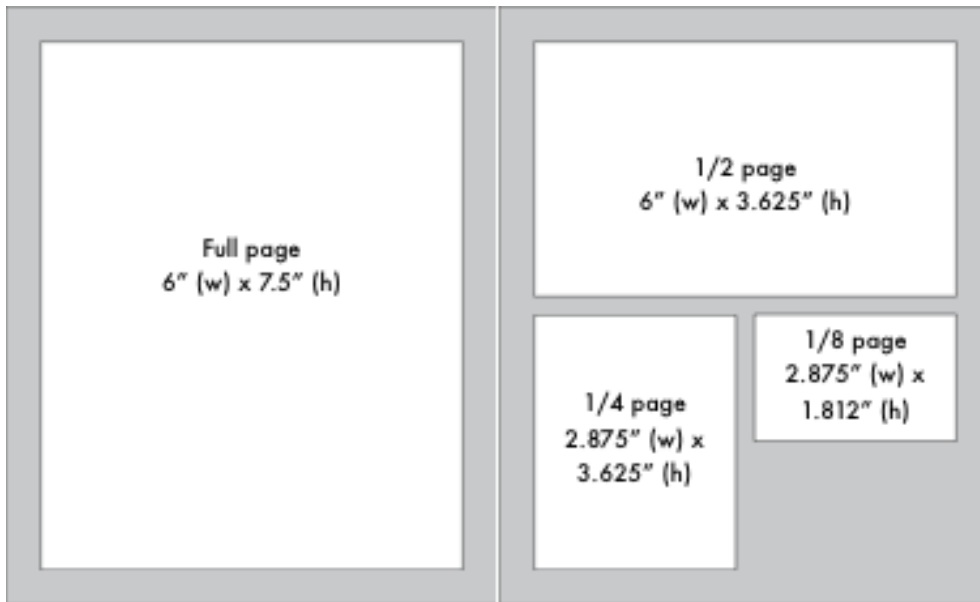 Full page
6” (w) x 7.5” (h)
1/2 page
6” (w) x 3.625” (h)
1/4 page
2.875” (w) x
3.625” (h)
1/8 page
2.875” (w) x
1.812” (h)